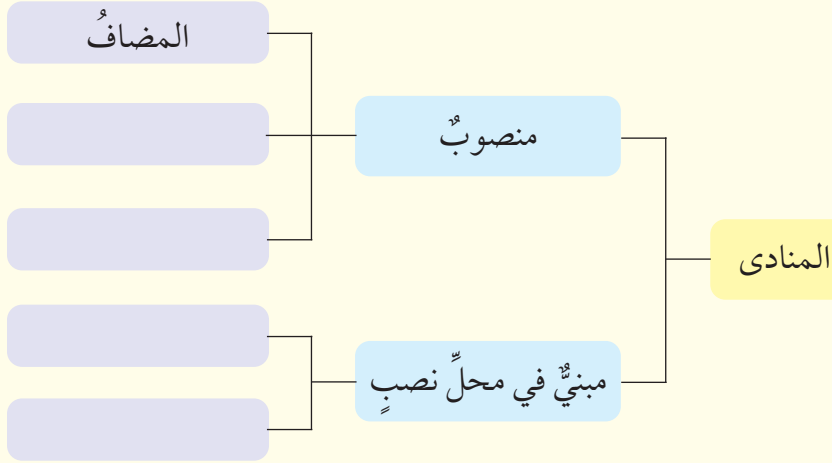 المنادى
منصوبٌ
المضافُ
مبنيٌّ في محلِّ نصبٍ